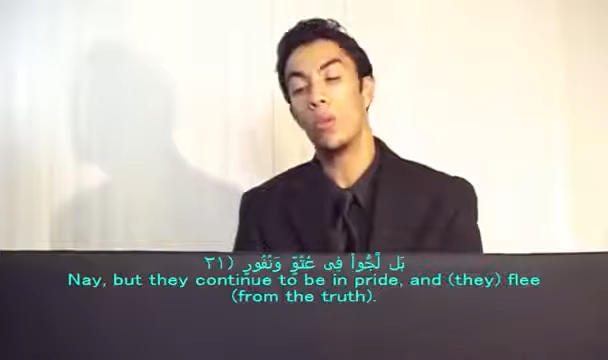 بَل لَّجُّواْ فِى عُتُوٍّ وَنُفُورٍ (٢١
Nay, but they continue to be in pride, and (they) flee
(from the truth).